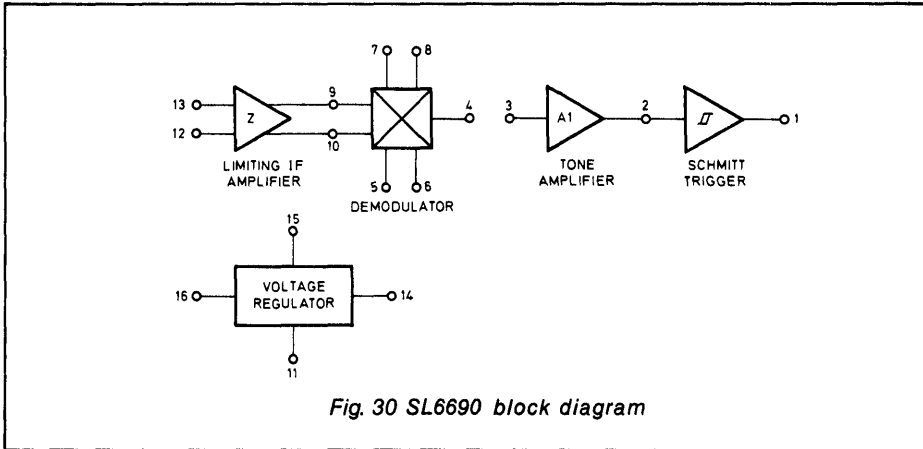 7
8
13
12
Z
9
10
4
3
A1
2
1
LIMITING IF
AMPLIFIER
5
6
DEMODULATOR
TONE
AMPLIFIER
SCHMITT
TRIGGER
15
16
VOLTAGE
REGULATOR
14
11
Fig. 30 SL6690 block diagram